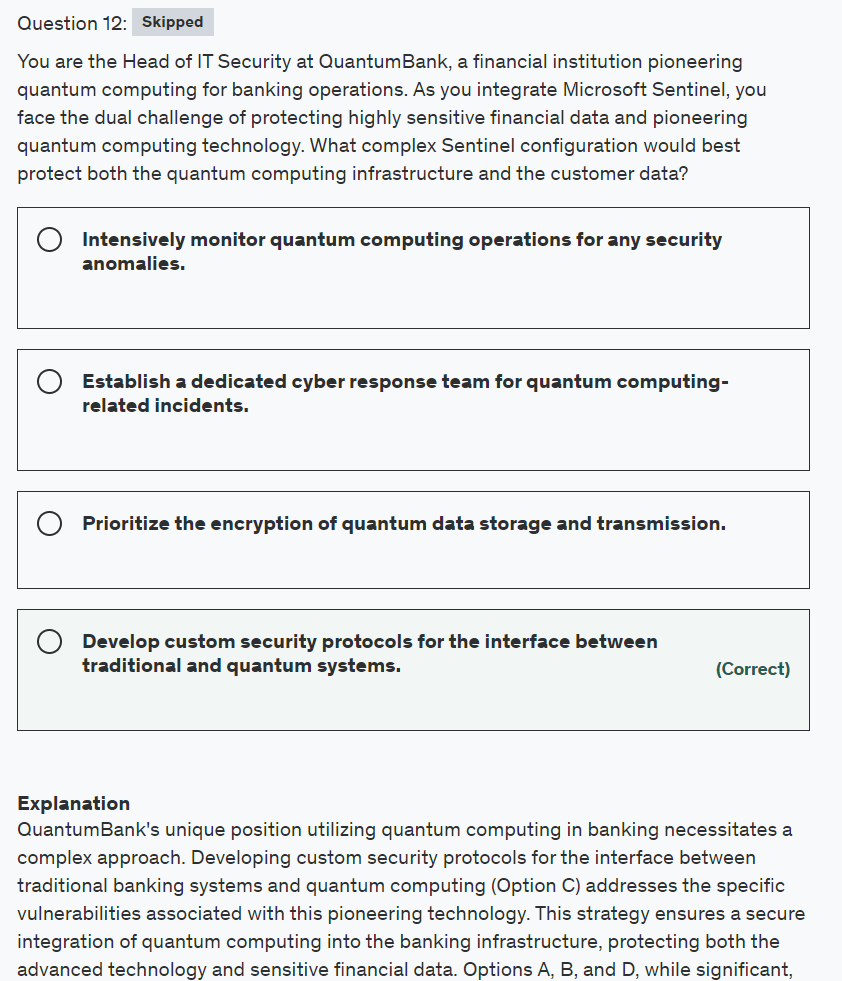 Question 12: Skipped
You are the Head of IT Security at QuantumBank, a financial institution pioneering
quantum computing for banking operations. As you integrate Microsoft Sentinel, you
face the dual challenge of protecting highly sensitive financial data and pioneering
quantum computing technology. What complex Sentinel configuration would best
protect both the quantum computing infrastructure and the customer data?
Intensively monitor quantum computing operations for any security
anomalies.
Establish a dedicated cyber response team for quantum computing-
related incidents.
Prioritize the encryption of quantum data storage and transmission.
Develop custom security protocols for the interface between
traditional and quantum systems.
(Correct)
Explanation
QuantumBank's unique position utilizing quantum computing in banking necessitates a
complex approach. Developing custom security protocols for the interface between
traditional banking systems and quantum computing (Option C) addresses the specific
vulnerabilities associated with this pioneering technology. This strategy ensures a secure
integration of quantum computing into the banking infrastructure, protecting both the
advanced technology and sensitive financial data. Options A, B, and D, while significant,